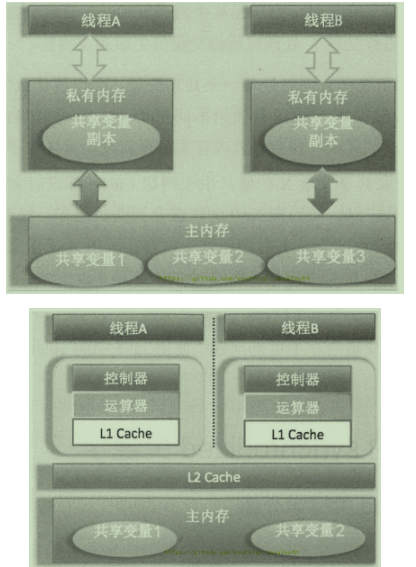 线程A
线程B
私有内存
共享变量
副本
私有内存
共享变量
副本
主内存
共享变量1
共享变量2
共享变量3
线程A
线程B
控制器
运算器
L1 Cache
控制器
运算器
L1 Cache
L2 Cache
主内存
共享变量1
共享变量2